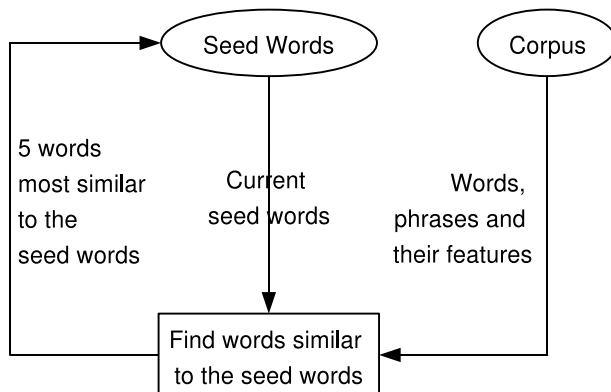 Seed Words
Corpus
5 words
most similar
to the
seed words
Current
seed words
Words,
phrases and
their features
Find words similar
to the seed words